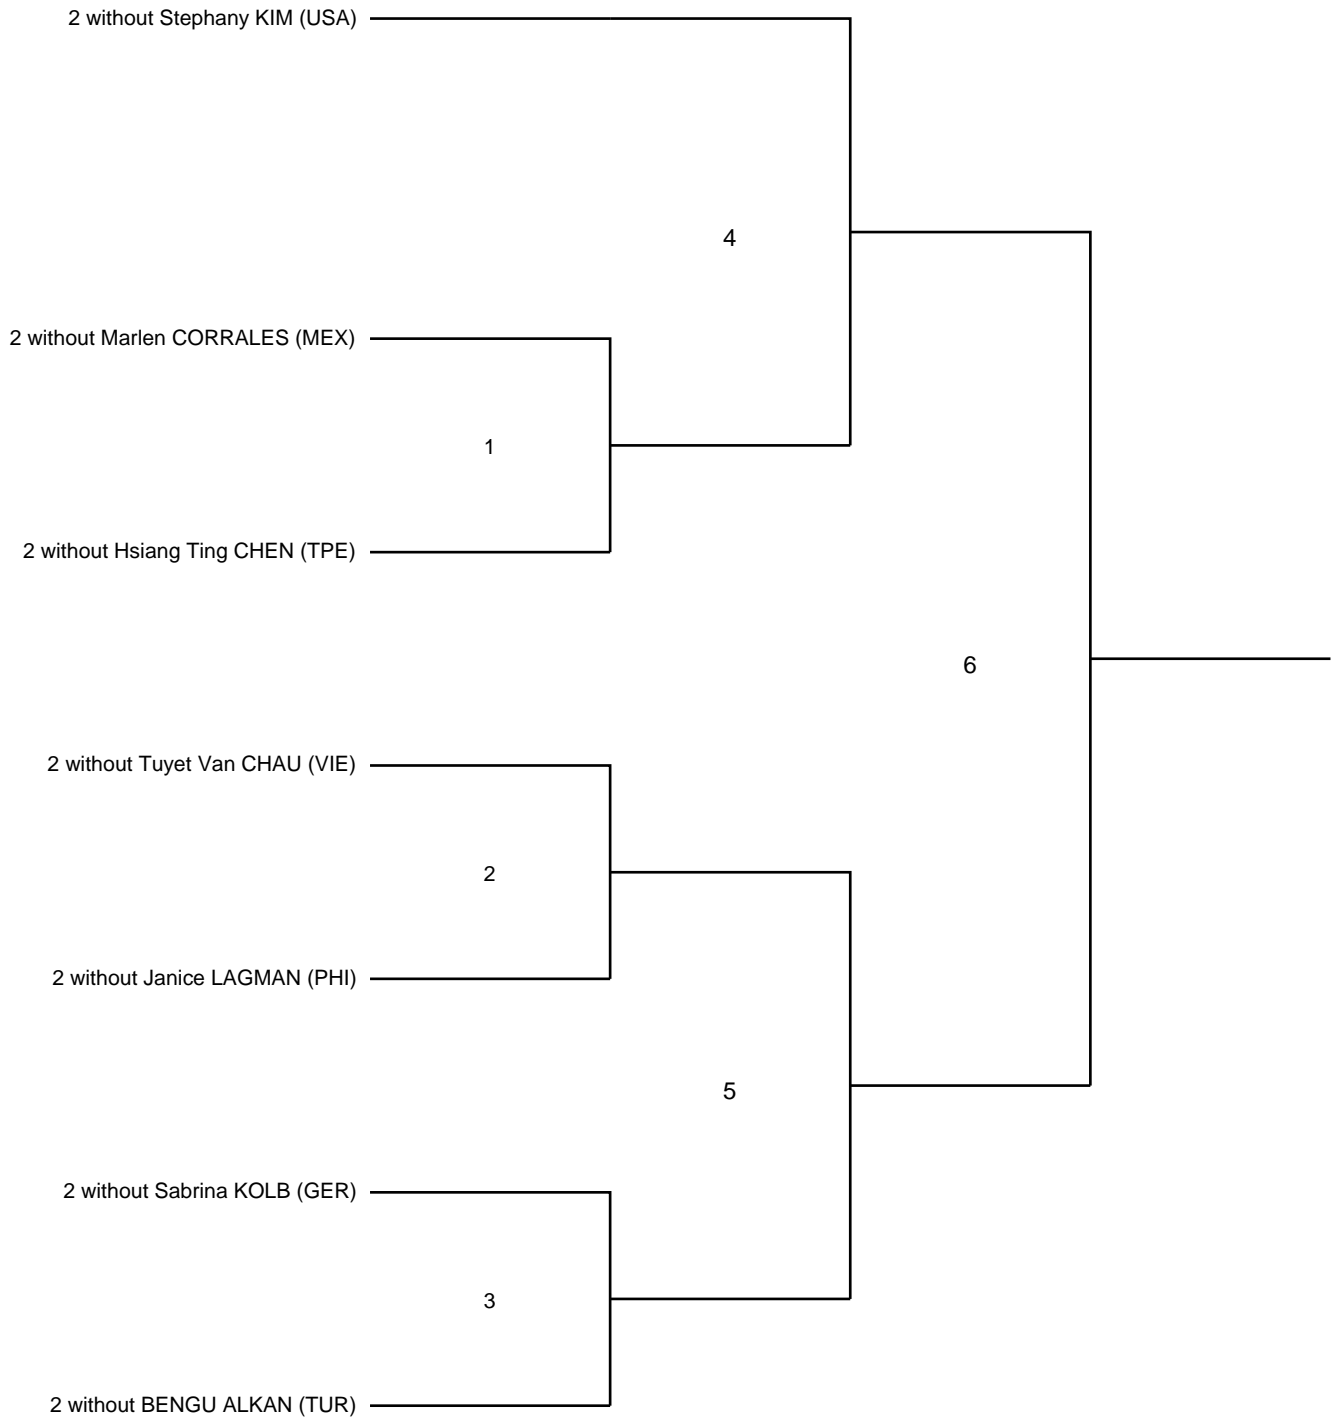 2 without Stephany KIM (USA)
4
2 without Marlen CORRALES (MEX)
1
2 without Hsiang Ting CHEN (TPE)
6
2 without Tuyet Van CHAU (VIE)
2
2 without Janice LAGMAN (PHI)
5
2 without Sabrina KOLB (GER)
3
2 without BENGU ALKAN (TUR)